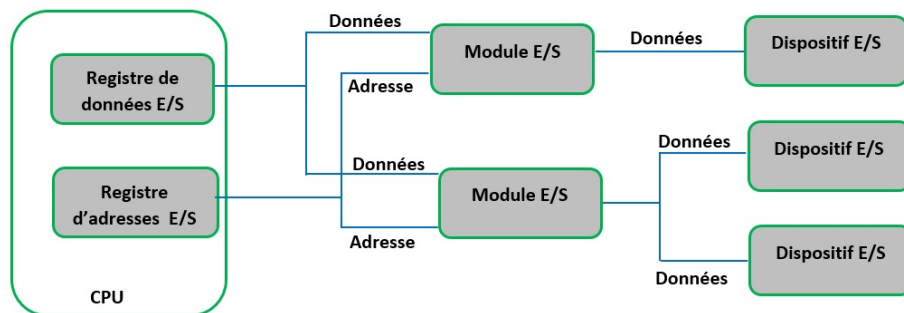 Données
Module E/S
Données
Dispositif E/S
Registre de
données E/S
Adresse
Données
Dispositif E/S
Données
Registre
d'adresses E/S
Module E/S
Adresse
Dispositif E/S
Données
CPU